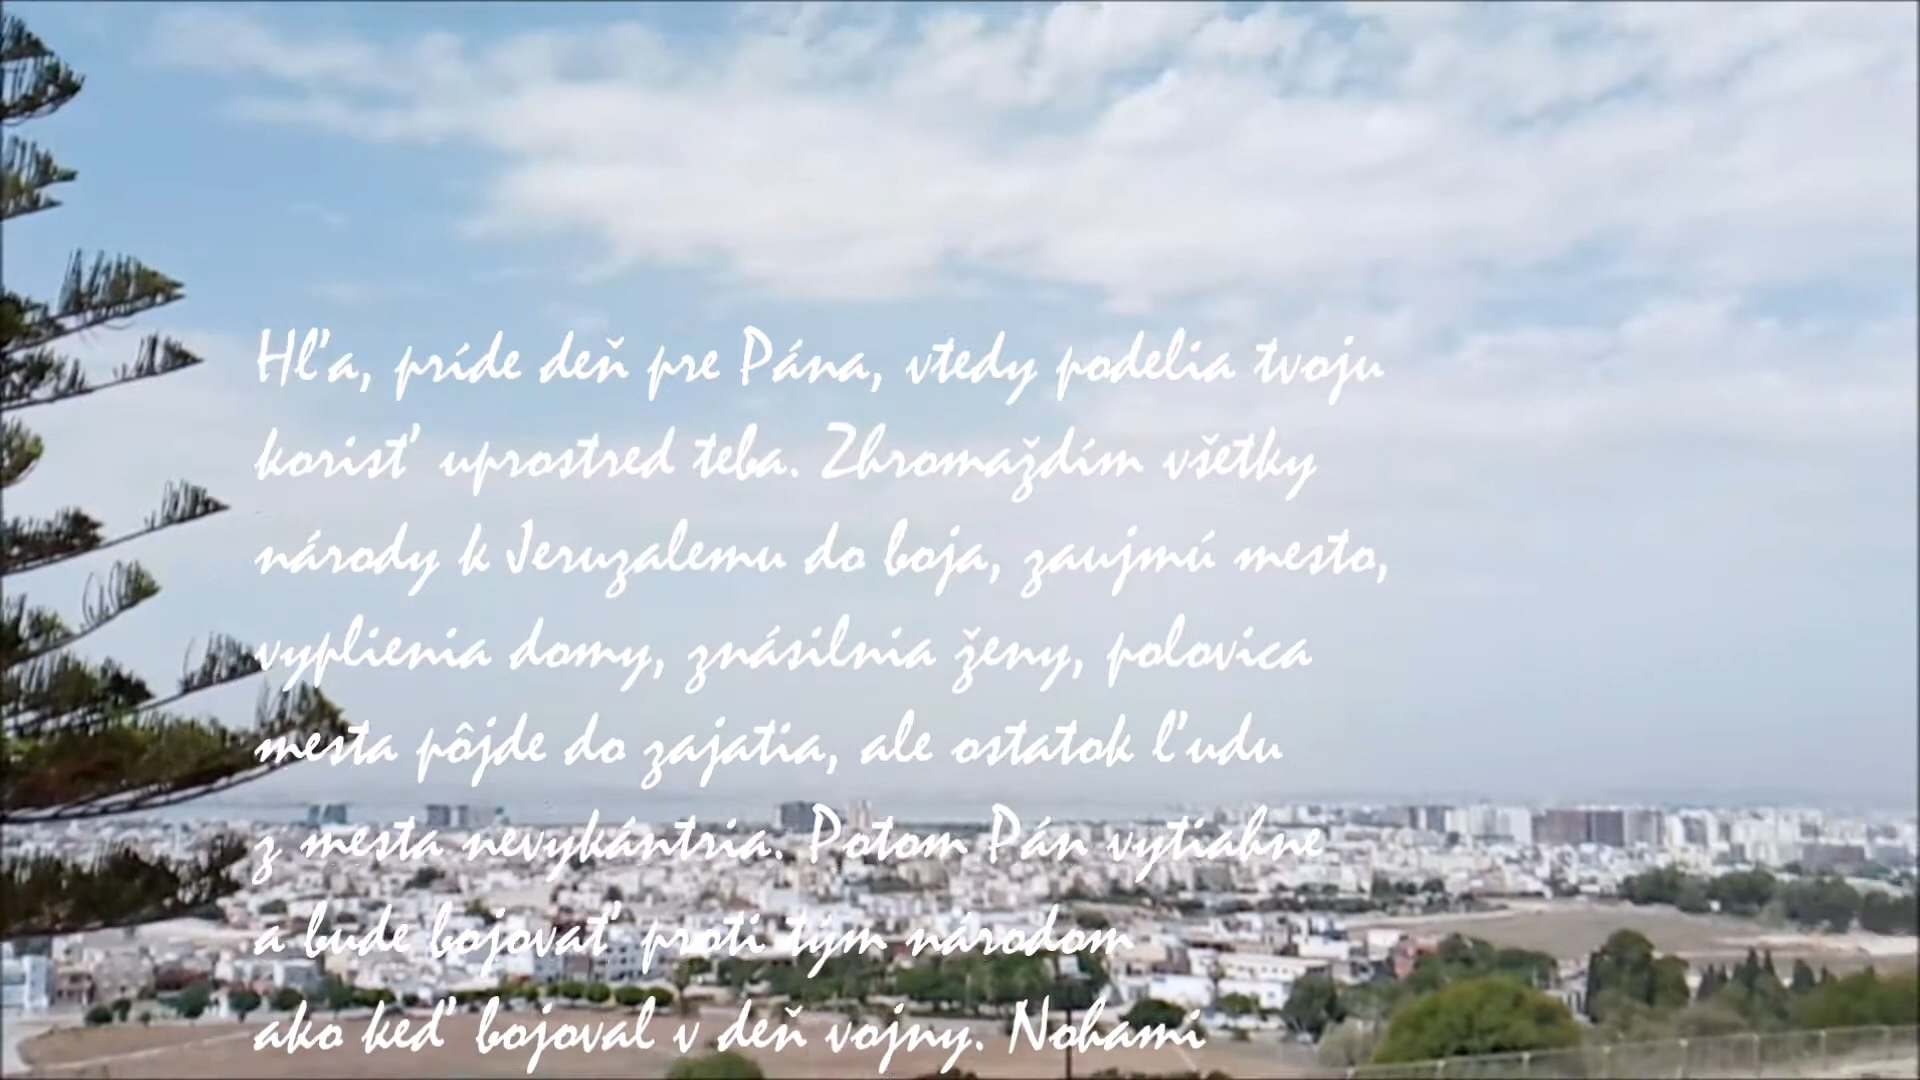 Hľa, príde deň pre Pána, vtedy podelia tvoju
korisť uprostred teba. Zhromaždím všetky
národy k Jeruzalemu do boja, zaujmú mesto,
vyplienia domy, znásilnia ženy, polovica
mesta pôjde do zajatia, ale ostatok ľudu
z mesta nevykántria. Potom Pán vytiahne
a bude bojovať proti tým národom
ako keď bojoval v deň vojny. Nohami